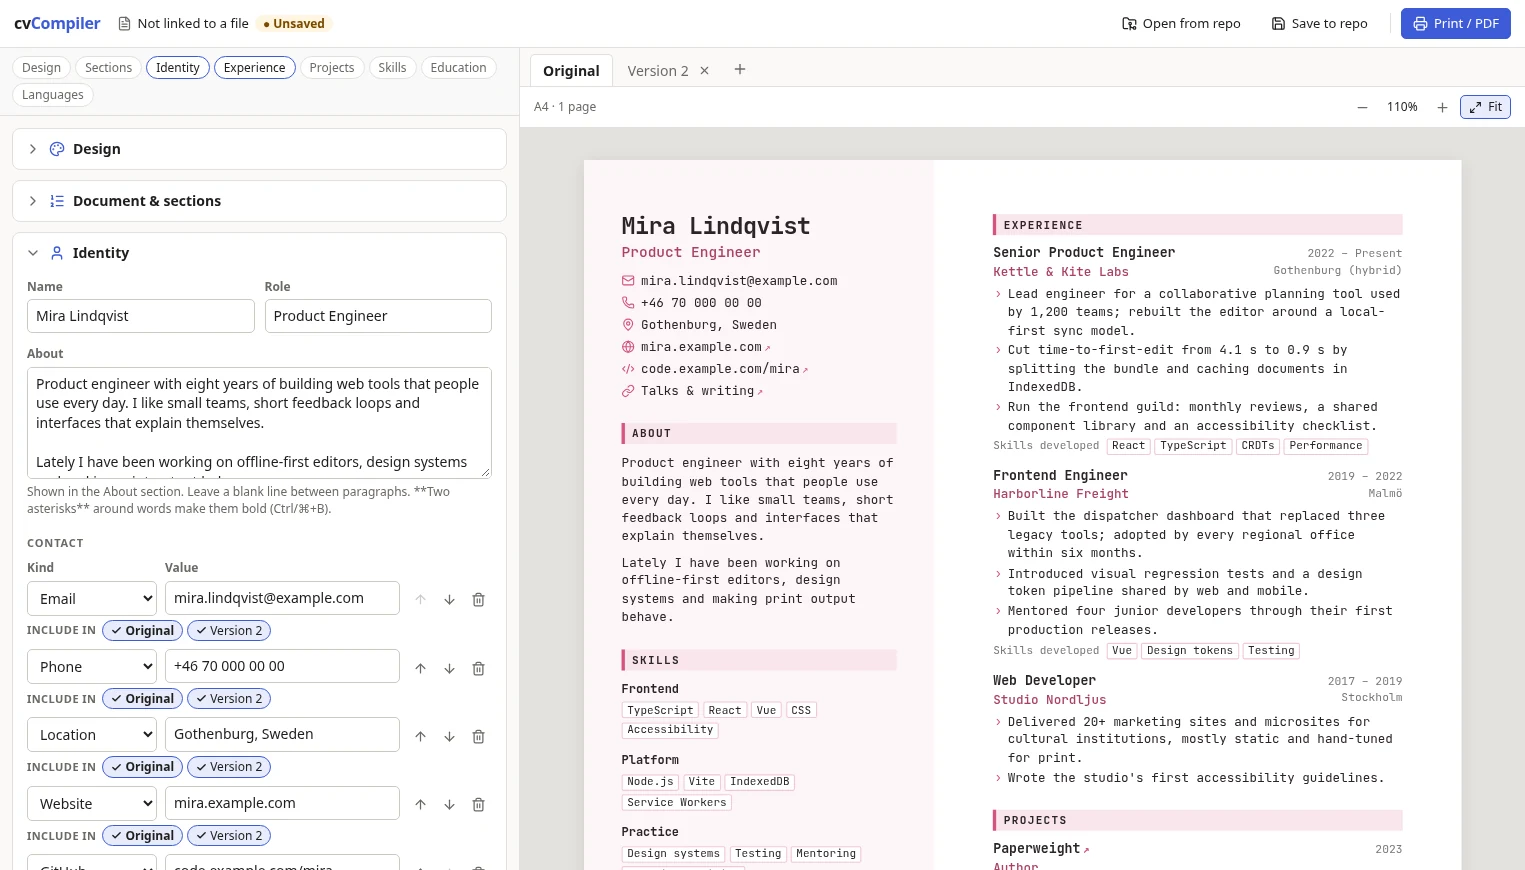 cvCompiler
Not linked to a file
● Unsaved
Open from repo
Save to repo
Print / PDF
Design
Sections
Identity
Experience
Projects
Skills
Education
Languages
Design
Document & sections
Identity
Name
Role
Mira Lindqvist
Product Engineer
About
Product engineer with eight years of building web tools that people
use every day. I like small teams, short feedback loops and
interfaces that explain themselves.
Lately I have been working on offline-first editors, design systems
Shown in the About section. Leave a blank line between paragraphs. **Two
asterisks** around words make them bold (Ctrl/⌘+B).
CONTACT
Kind
Value
Email
mira.lindqvist@example.com
INCLUDE IN
Original
Version 2
Phone
+46 70 000 00 00
INCLUDE IN
Original
Version 2
Location
Gothenburg, Sweden
INCLUDE IN
Original
Version 2
Website
mira.example.com
INCLUDE IN
Original
Version 2
GitHub
code.example.com/mira
Original
Version 2
A4 · 1 page
110%
Fit
Mira Lindqvist
Product Engineer
mira.lindqvist@example.com
+46 70 000 00 00
Gothenburg, Sweden
mira.example.com↗
code.example.com/mira↗
Talks & writing↗
ABOUT
Product engineer with eight years of
building web tools that people use
every day. I like small teams, short
feedback loops and interfaces that
explain themselves.
Lately I have been working on
offline-first editors, design
systems and making print output
behave.
SKILLS
Frontend
TypeScript
React
Vue
CSS
Accessibility
Platform
Node.js
Vite
IndexedDB
Service Workers
Practice
Design systems
Testing
Mentoring
EXPERIENCE
Senior Product Engineer
2022 – Present
Kettle & Kite Labs
Gothenburg (hybrid)
› Lead engineer for a collaborative planning tool used
by 1,200 teams; rebuilt the editor around a local-
first sync model.
› Cut time-to-first-edit from 4.1 s to 0.9 s by
splitting the bundle and caching documents in
IndexedDB.
› Run the frontend guild: monthly reviews, a shared
component library and an accessibility checklist.
Skills developed
React
TypeScript
CRDTs
Performance
Frontend Engineer
2019 – 2022
Harborline Freight
Malmö
› Built the dispatcher dashboard that replaced three
legacy tools; adopted by every regional office
within six months.
› Introduced visual regression tests and a design
token pipeline shared by web and mobile.
› Mentored four junior developers through their first
production releases.
Skills developed
Vue
Design tokens
Testing
Web Developer
2017 – 2019
Studio Nordljus
Stockholm
› Delivered 20+ marketing sites and microsites for
cultural institutions, mostly static and hand-tuned
for print.
› Wrote the studio's first accessibility guidelines.
PROJECTS
Paperweight↗
2023
Author